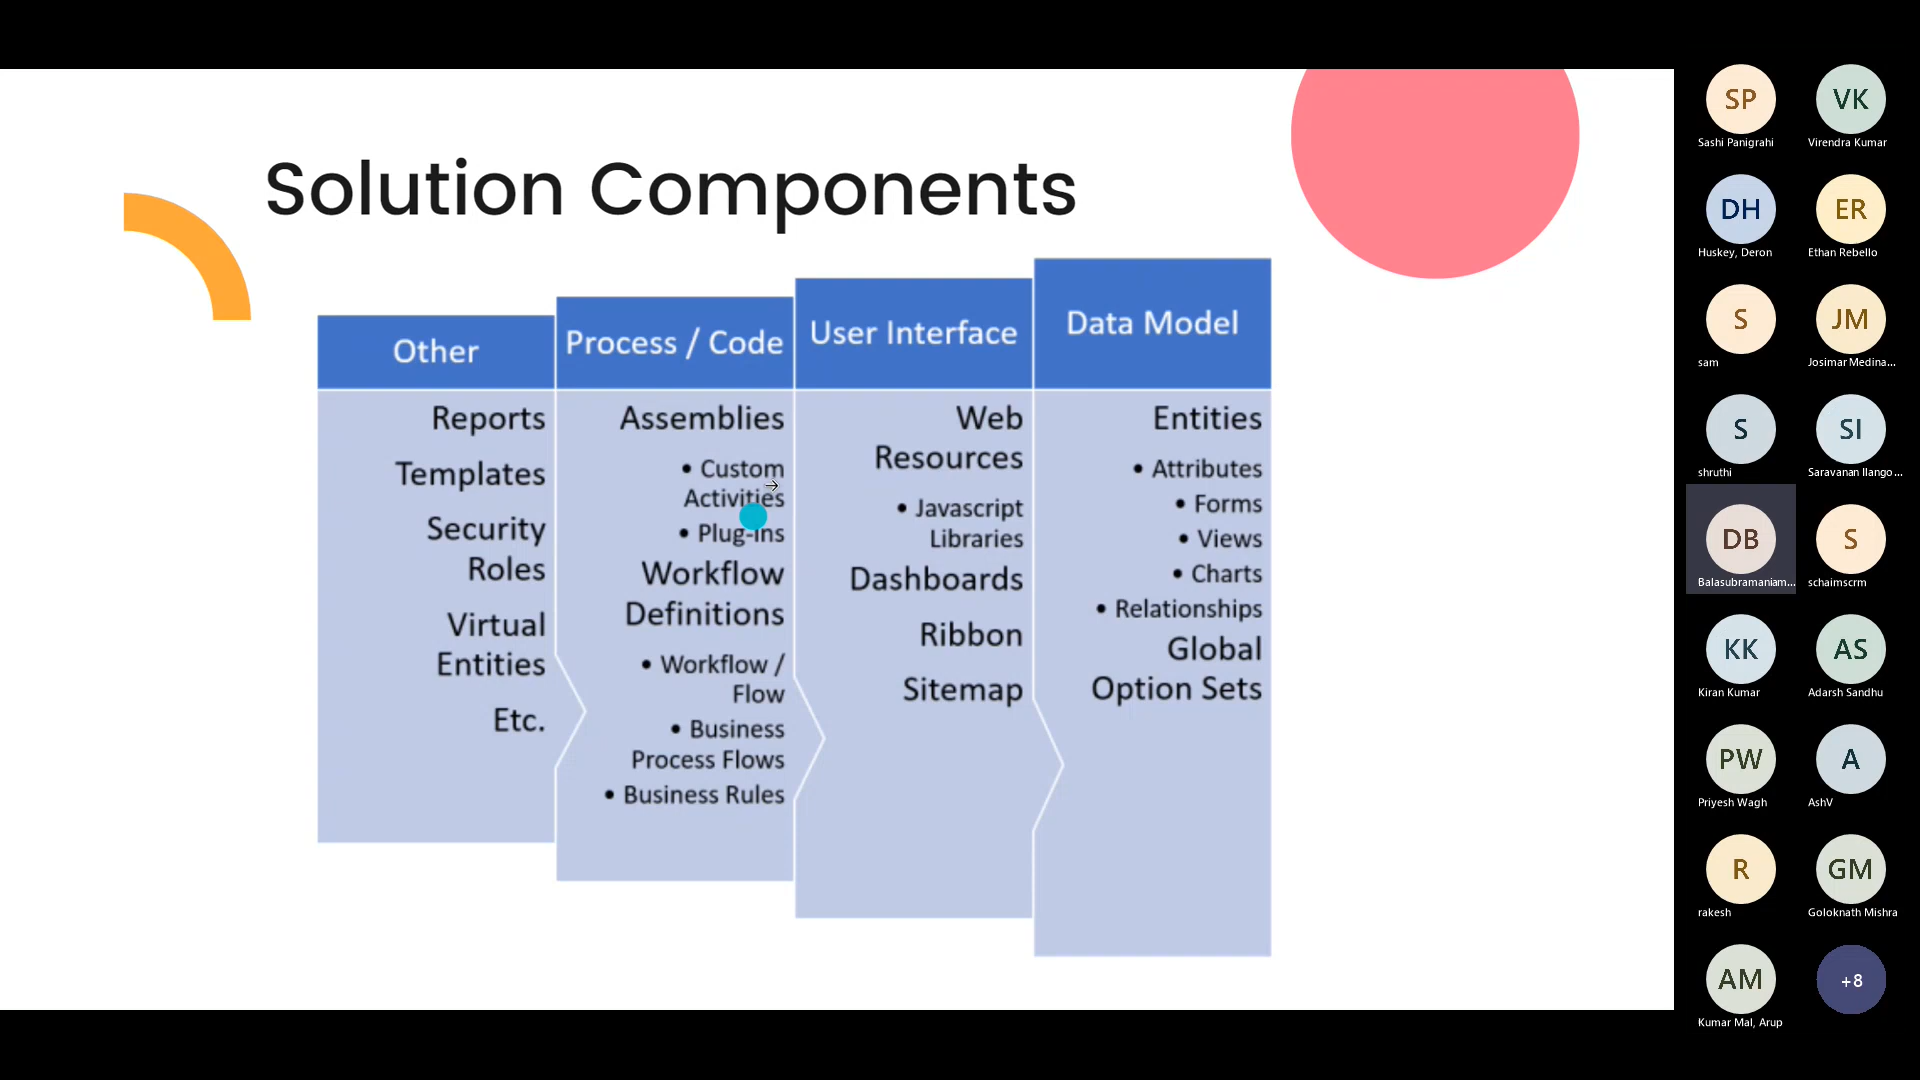 Solution Components
Other
Reports
Templates
Security
Roles
Virtual
Entities
Etc.
Process / Code
Assemblies
• Custom
Activities
• Plug-ins
Workflow
Definitions
• Workflow /
Flow
• Business
Process Flows
• Business Rules
User Interface
Web
Resources
• Javascript
Libraries
Dashboards
Ribbon
Sitemap
Data Model
Entities
• Attributes
• Forms
• Views
• Charts
• Relationships
Global
Option Sets
SP
Sashi Panigrahi
VK
Virendra Kumar
DH
Huskey, Deron
ER
Ethan Rebello
S
sam
JM
Josimar Medina...
S
shruthi
SI
Saravanan Ilango...
DB
Balasubramaniam...
S
schaimscrm
KK
Kiran Kumar
AS
Adarsh Sandhu
PW
Priyesh Wagh
A
AshV
R
rakesh
GM
Goloknath Mishra
AM
Kumar Mal, Arup
+8